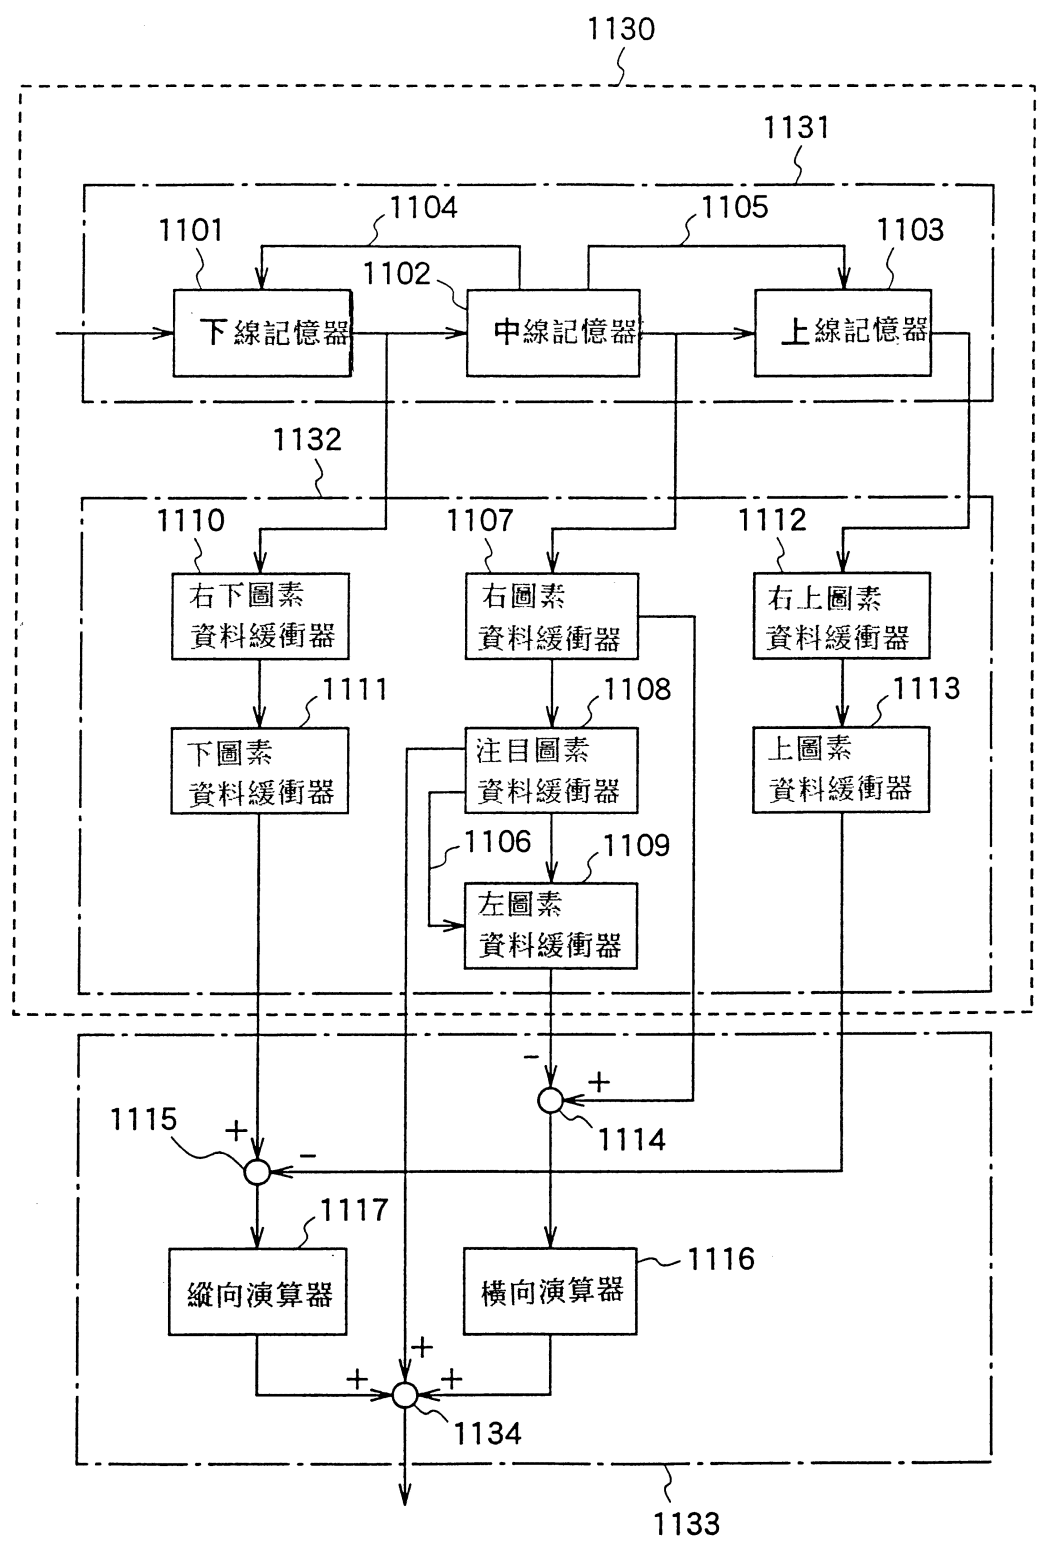 1130
1131
1104
1105
1101
1102
1103
下線記憶器
中線記憶器
上線記憶器
1132
1110
1107
1112
右下圖素
資料緩衝器
右圖素
資料緩衝器
右上圖素
資料緩衝器
1111
1108
1113
下圖素
資料緩衝器
注目圖素
資料緩衝器
上圖素
資料緩衝器
1106
1109
左圖素
資料緩衝器
−
+
1114
1115
+
−
1117
1116
縱向演算器
橫向演算器
+
+
+
1134
1133